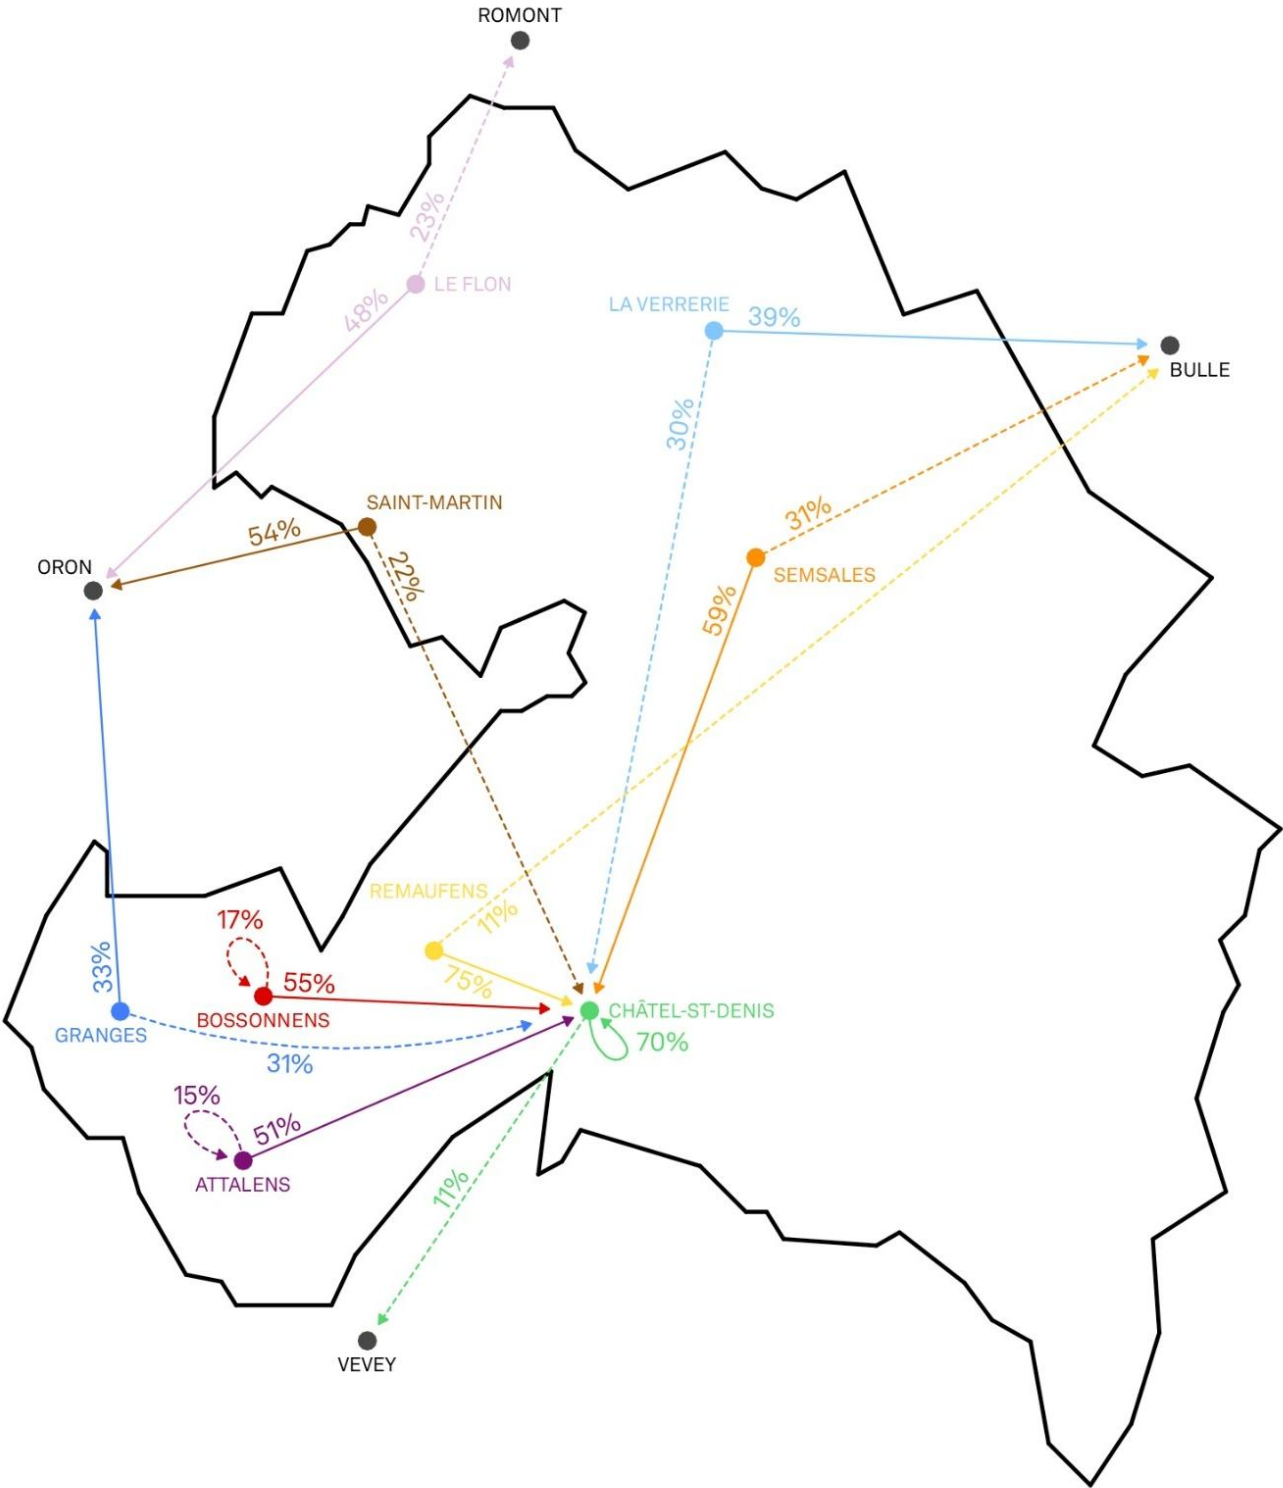 ROMONT
23%
LE FLON
48%
LA VERRERIE
39%
BULLE
30%
SAINT-MARTIN
54%
22%
31%
ORON
SEMSALES
59%
REMAUFENS
11%
17%
33%
55%
75%
BOSSONNENS
CHÂTEL-ST-DENIS
GRANGES
70%
31%
15%
51%
ATTALENS
11%
VEVEY